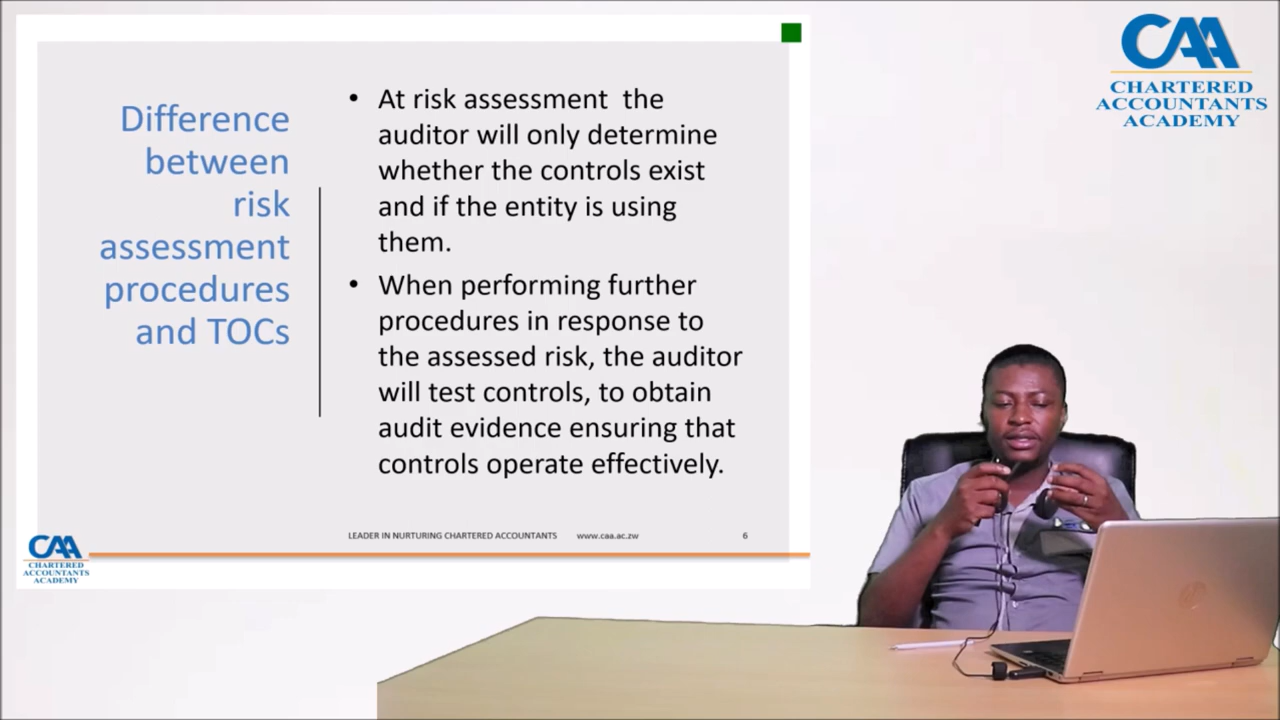 Difference
between
risk
assessment
procedures
and TOCs
• At risk assessment the
auditor will only determine
whether the controls exist
and if the entity is using
them.
• When performing further
procedures in response to
the assessed risk, the auditor
will test controls, to obtain
audit evidence ensuring that
controls operate effectively.
LEADER IN NURTURING CHARTERED ACCOUNTANTS www.caa.ac.zw 6
CAA
CHARTERED
ACCOUNTANTS
ACADEMY
CAA
CHARTERED
ACCOUNTANTS
ACADEMY